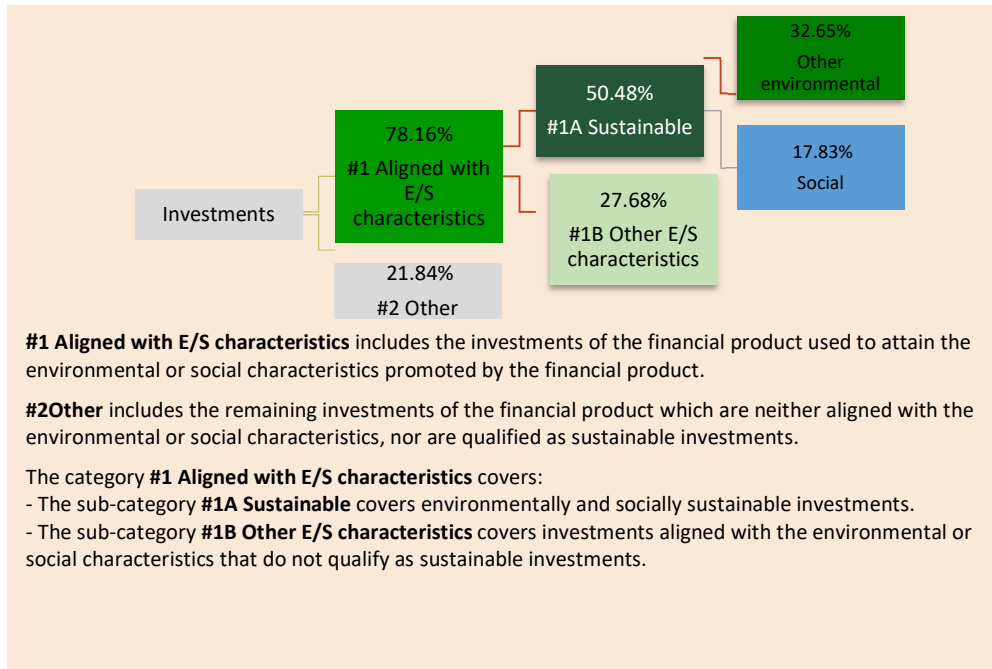 32.65%
Other
environmental
50.48%
#1A Sustainable
78.16%
#1 Aligned with
E/S
characteristics
17.83%
Social
Investments
27.68%
#1B Other E/S
characteristics
21.84%
#2 Other
#1 Aligned with E/S characteristics includes the investments of the financial product used to attain the
environmental or social characteristics promoted by the financial product.
#2Other includes the remaining investments of the financial product which are neither aligned with the
environmental or social characteristics, nor are qualified as sustainable investments.
The category #1 Aligned with E/S characteristics covers:
- The sub-category #1A Sustainable covers environmentally and socially sustainable investments.
- The sub-category #1B Other E/S characteristics covers investments aligned with the environmental or
social characteristics that do not qualify as sustainable investments.